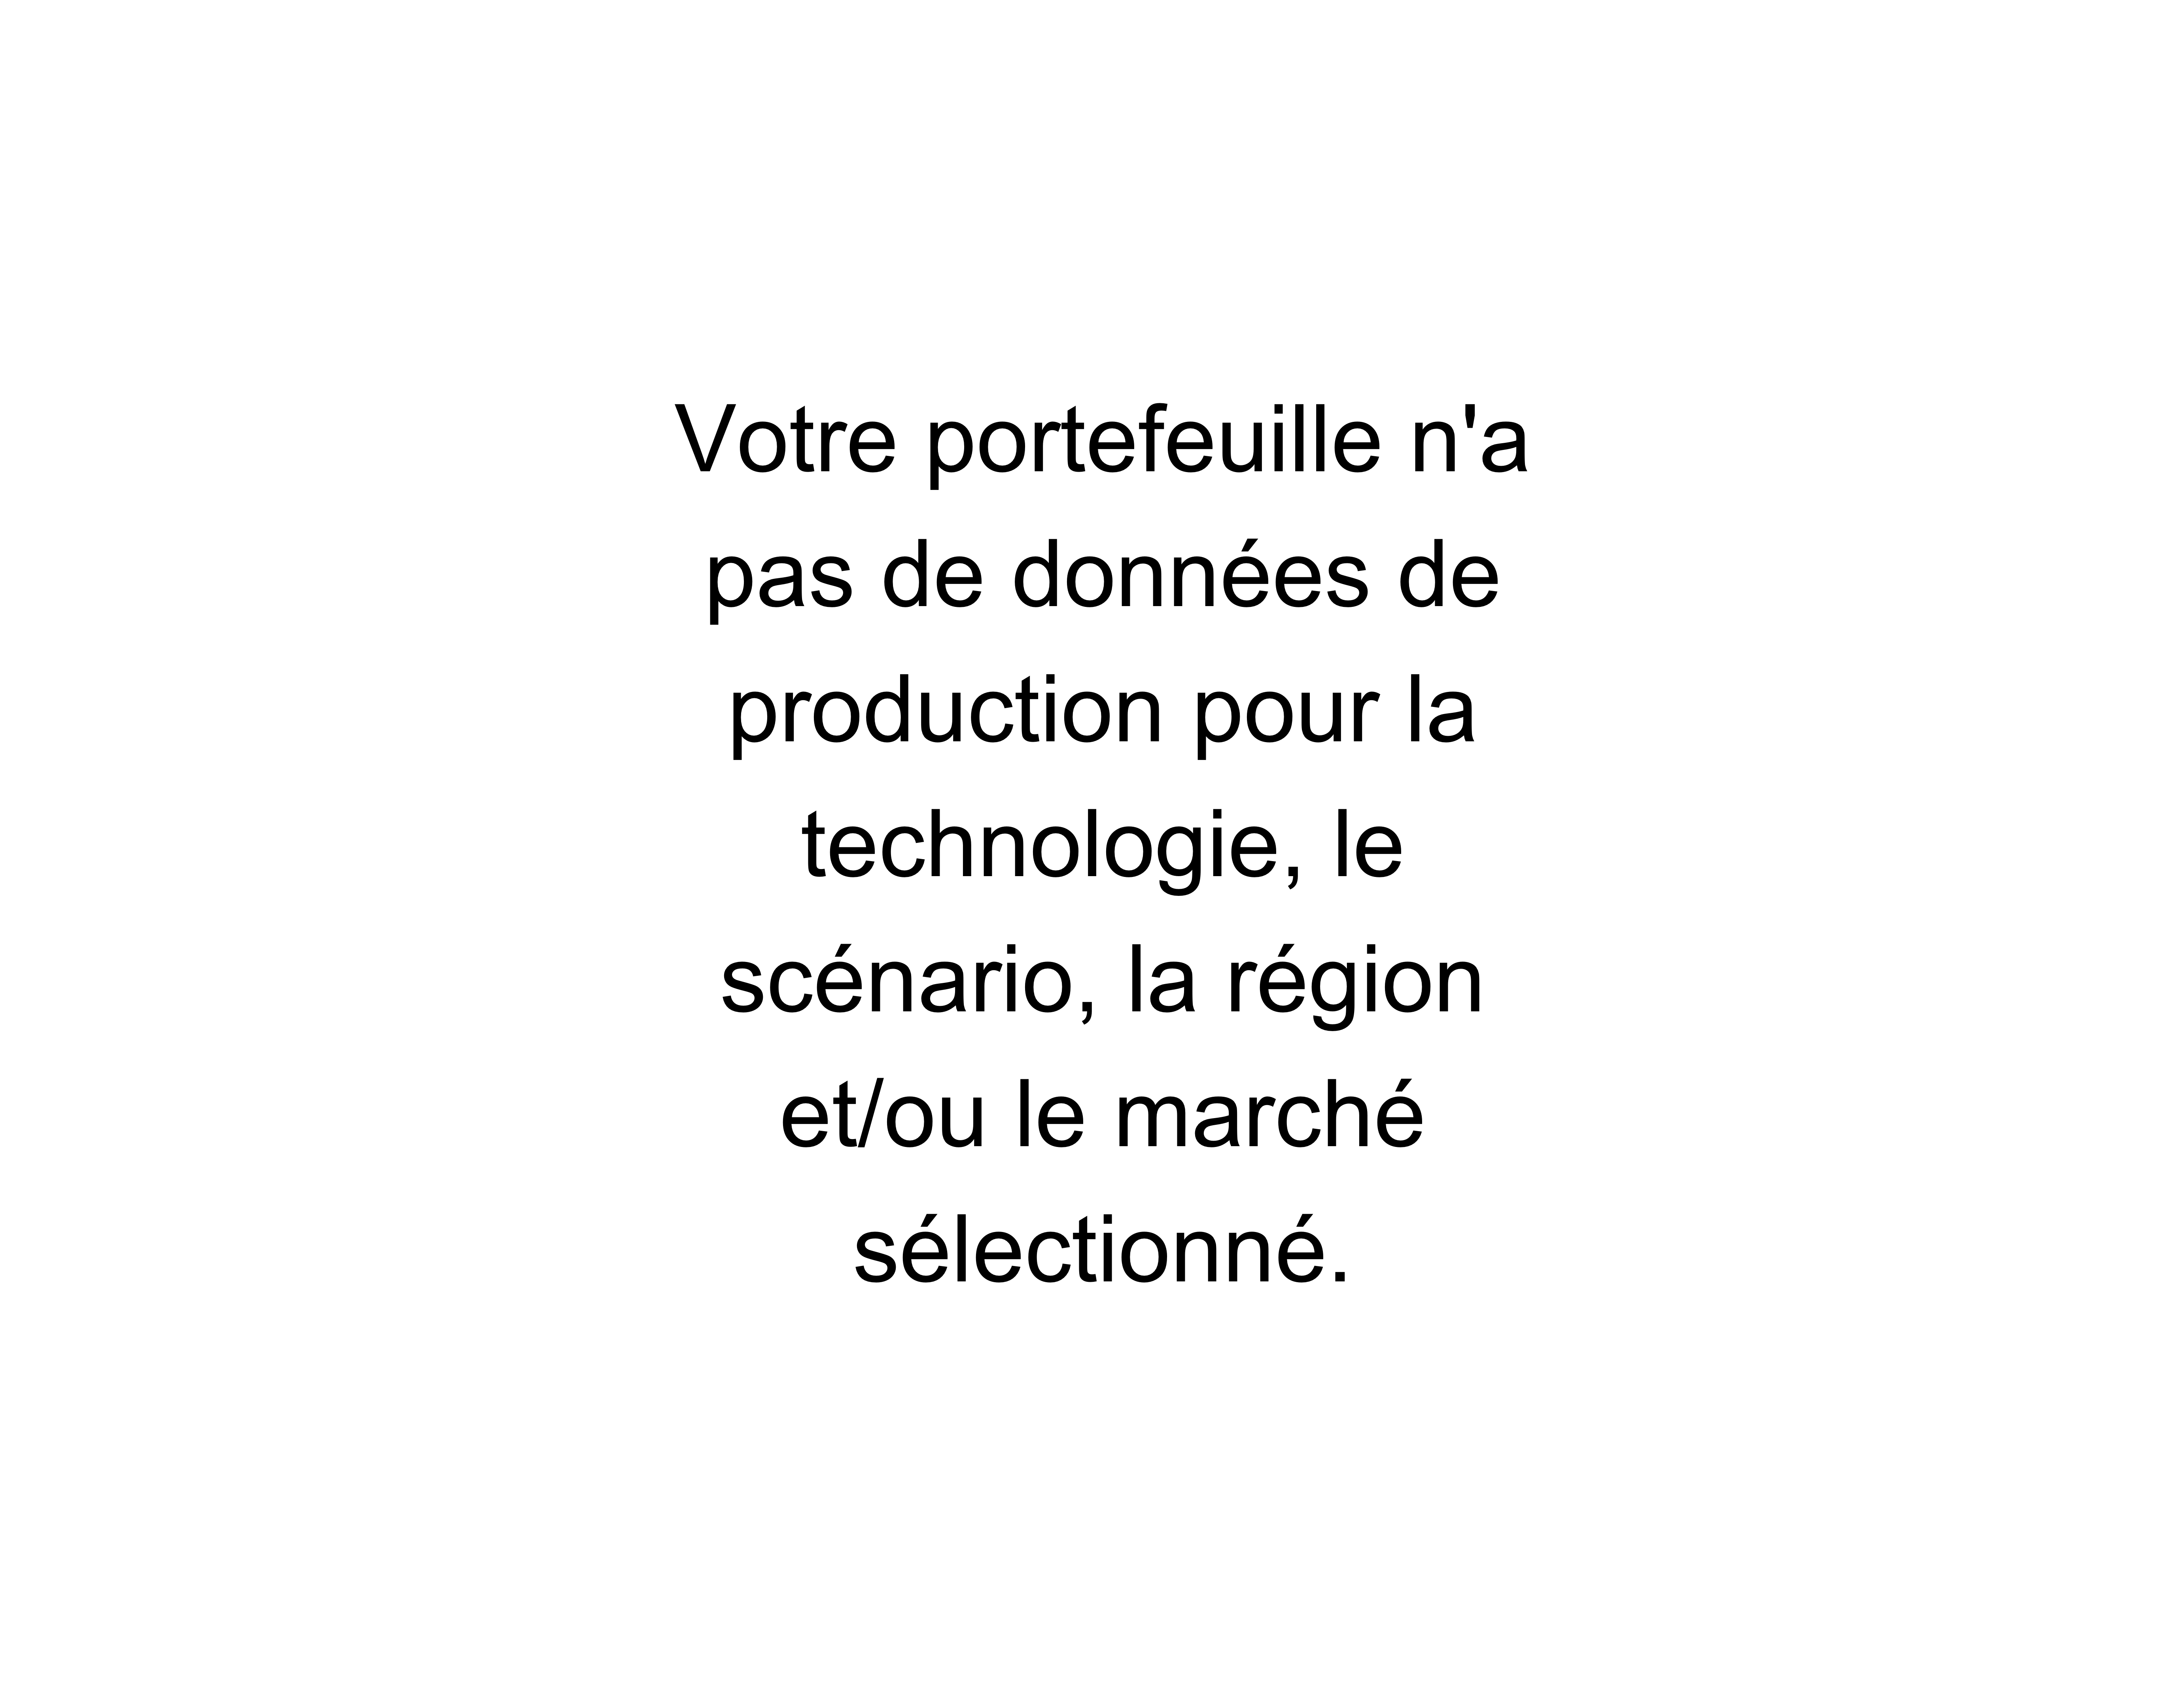 Votre portefeuille n'a
pas de données de
production pour la
technologie, le
scénario, la région
et/ou le marché
sélectionné.